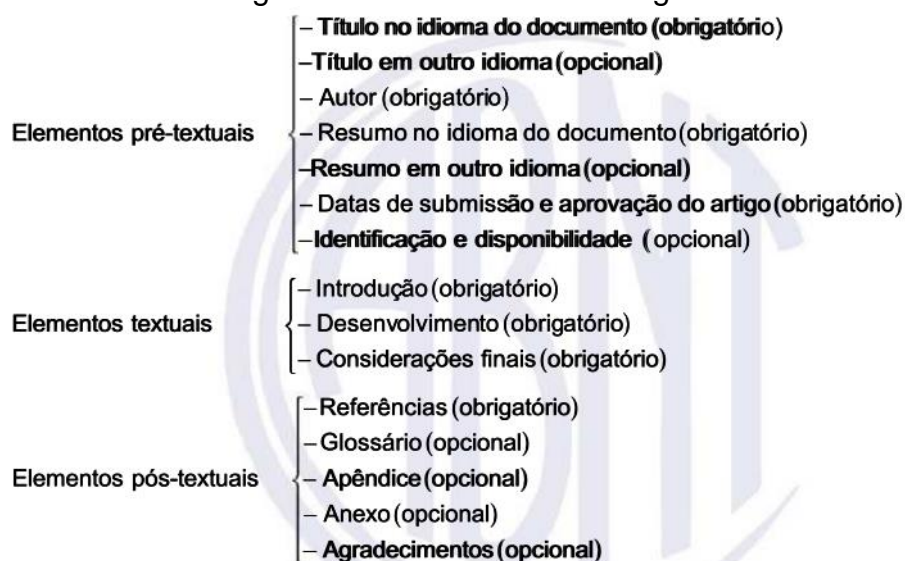 – Título no idioma do documento (obrigatório)
–Título em outro idioma (opcional)
– Autor (obrigatório)
Elementos pré-textuais – Resumo no idioma do documento (obrigatório)
–Resumo em outro idioma (opcional)
– Datas de submissão e aprovação do artigo (obrigatório)
–Identificação e disponibilidade (opcional)
– Introdução (obrigatório)
Elementos textuais – Desenvolvimento (obrigatório)
– Considerações finais (obrigatório)
– Referências (obrigatório)
– Glossário (opcional)
Elementos pós-textuais – Apêndice (opcional)
– Anexo (opcional)
– Agradecimentos (opcional)
ABNT